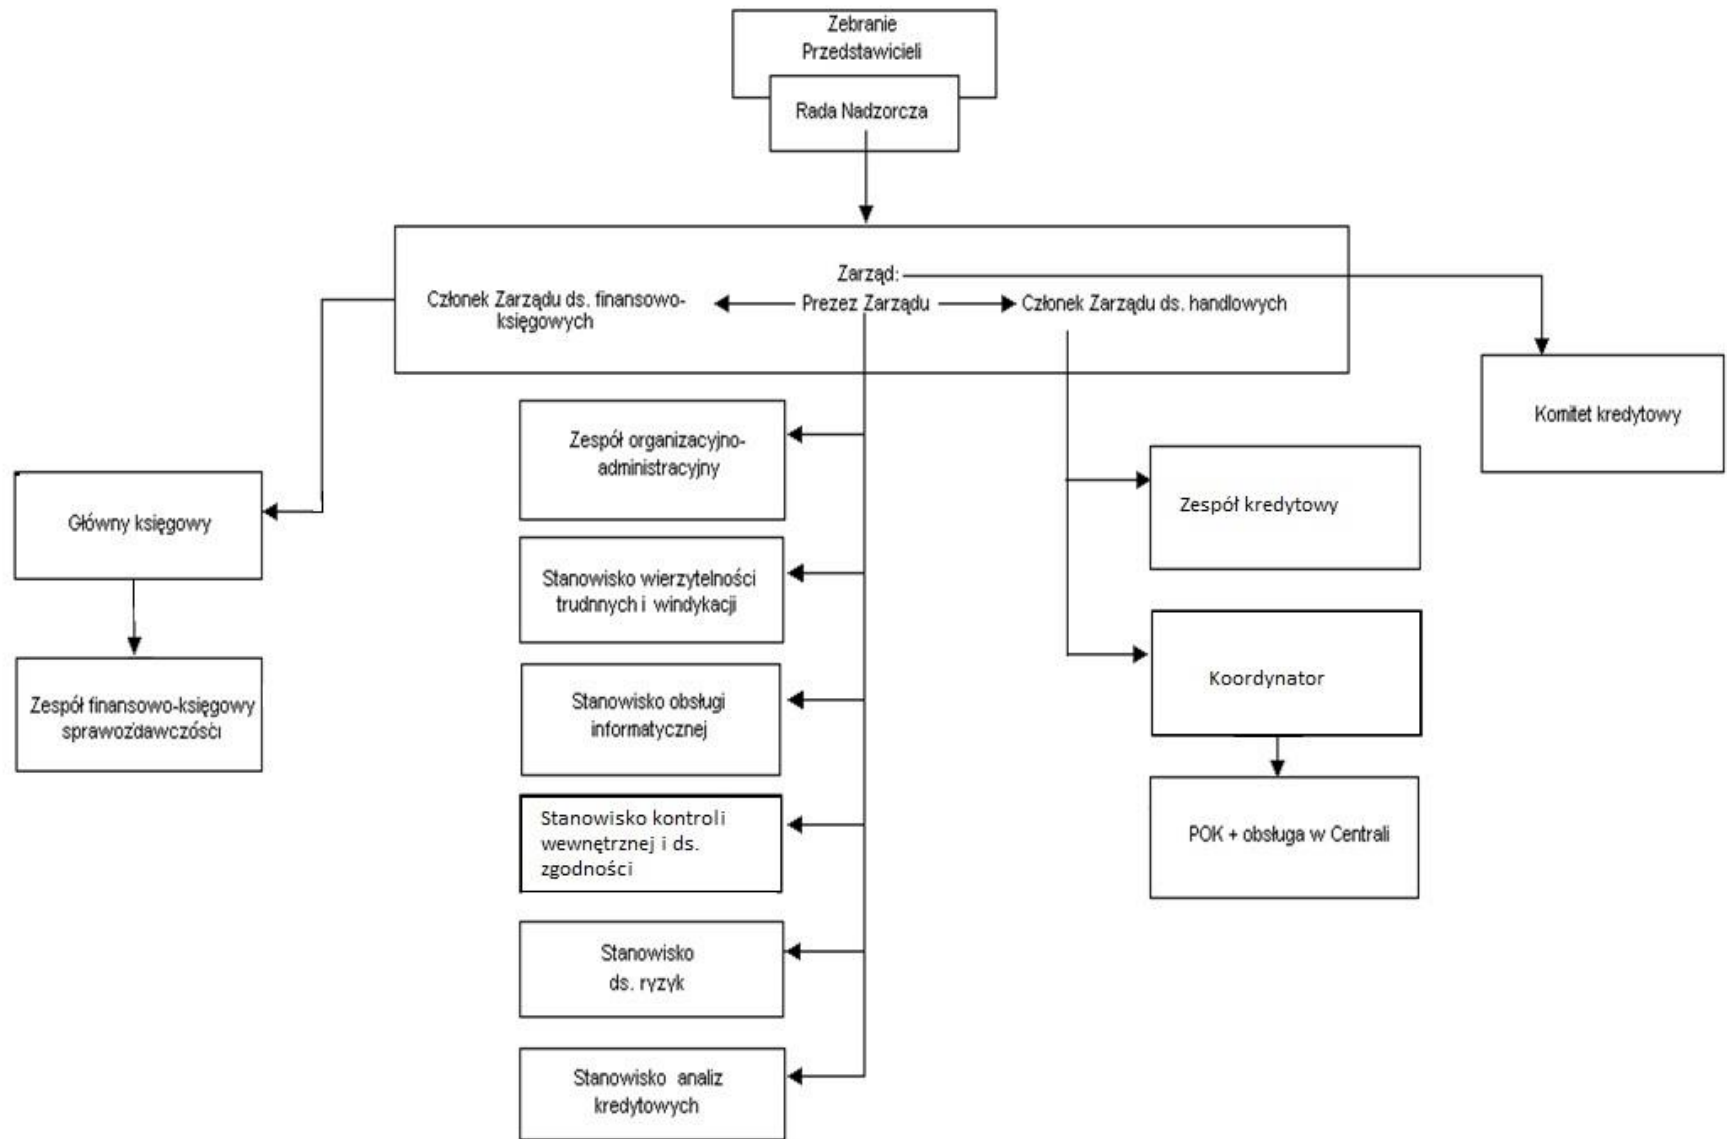 Zebranie
Przedstawicieli
Rada Nadzorcza
Zarząd:
Członek Zarządu ds. finansowo-
księgowych
Prezez Zarządu
Członek Zarządu ds. handlowych
Komitet kredytowy
Zespół organizacyjno-
administracyjny
Zespół kredytowy
Główny księgowy
Stanowisko wierzytelności
trudnnych i windykacji
Koordynator
Zespół finansowo-księgowy
sprawozdawczóści
Stanowisko obsługi
informatycznej
Stanowisko kontroli
wewnętrznej i ds.
zgodności
POK + obsługa w Centrali
Stanowisko
ds. ryzyk
Stanowisko analiz
kredytowych